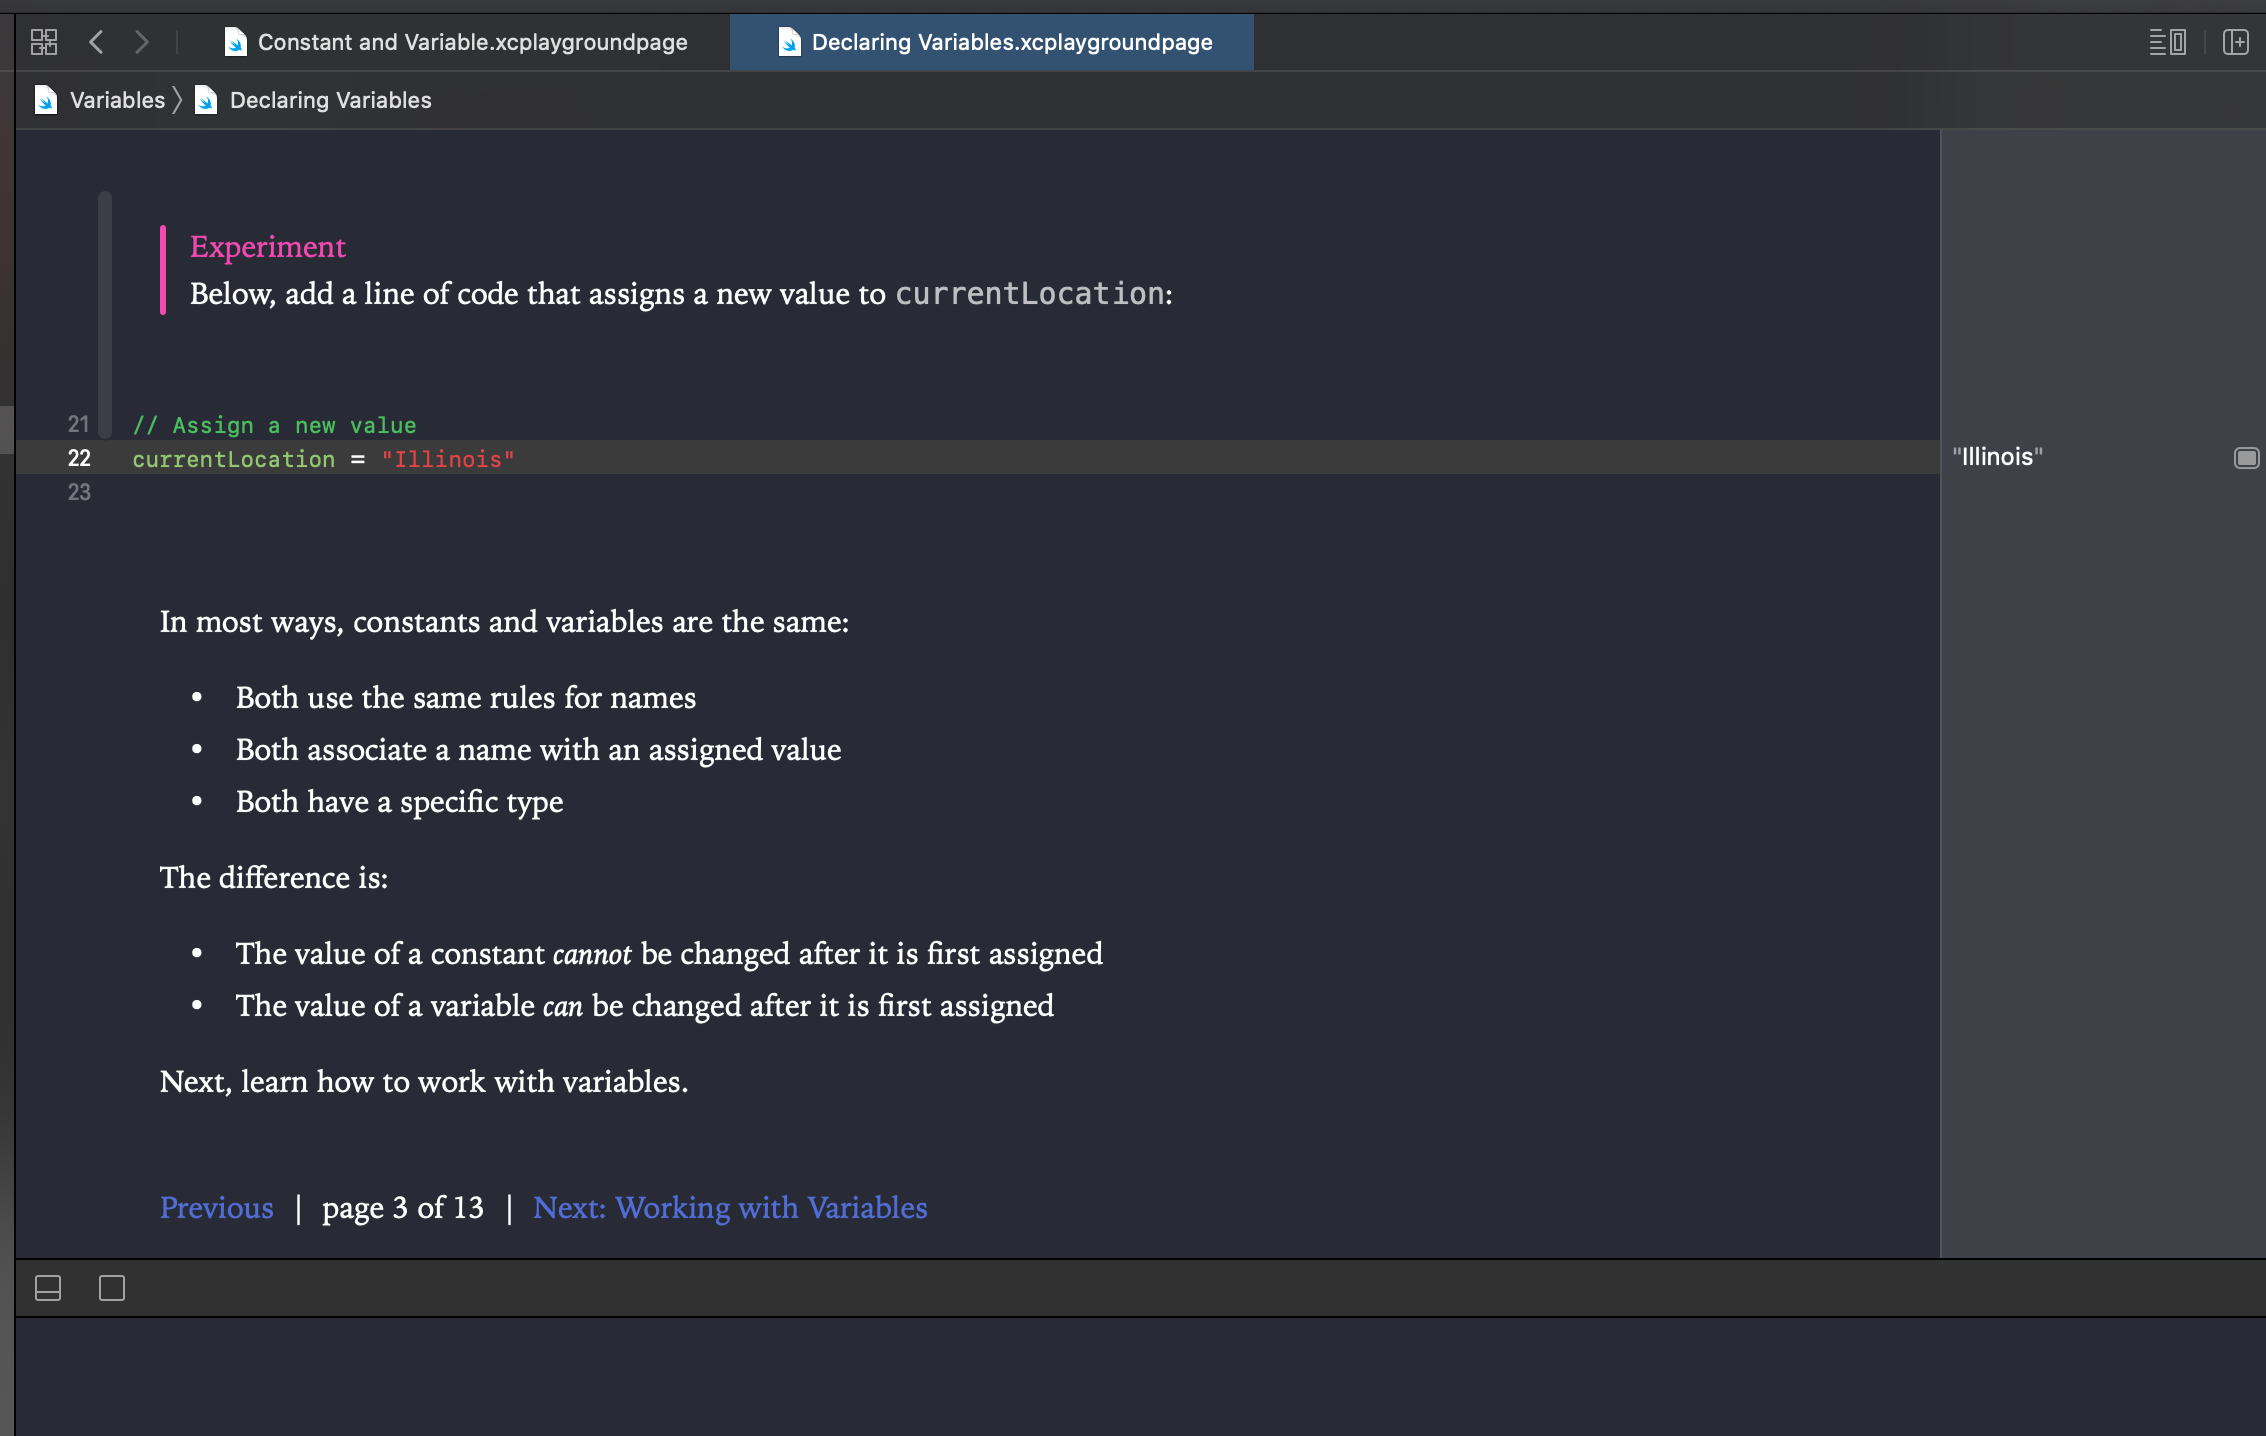 Constant and Variable.xcplaygroundpage
Declaring Variables.xcplaygroundpage
Variables
Declaring Variables
Experiment
Below, add a line of code that assigns a new value to currentLocation:
21
// Assign a new value
22
currentLocation = "Illinois"
"Illinois"
23
In most ways, constants and variables are the same:
• Both use the same rules for names
• Both associate a name with an assigned value
• Both have a specific type
The difference is:
• The value of a constant cannot be changed after it is first assigned
• The value of a variable can be changed after it is first assigned
Next, learn how to work with variables.
Previous | page 3 of 13 | Next: Working with Variables